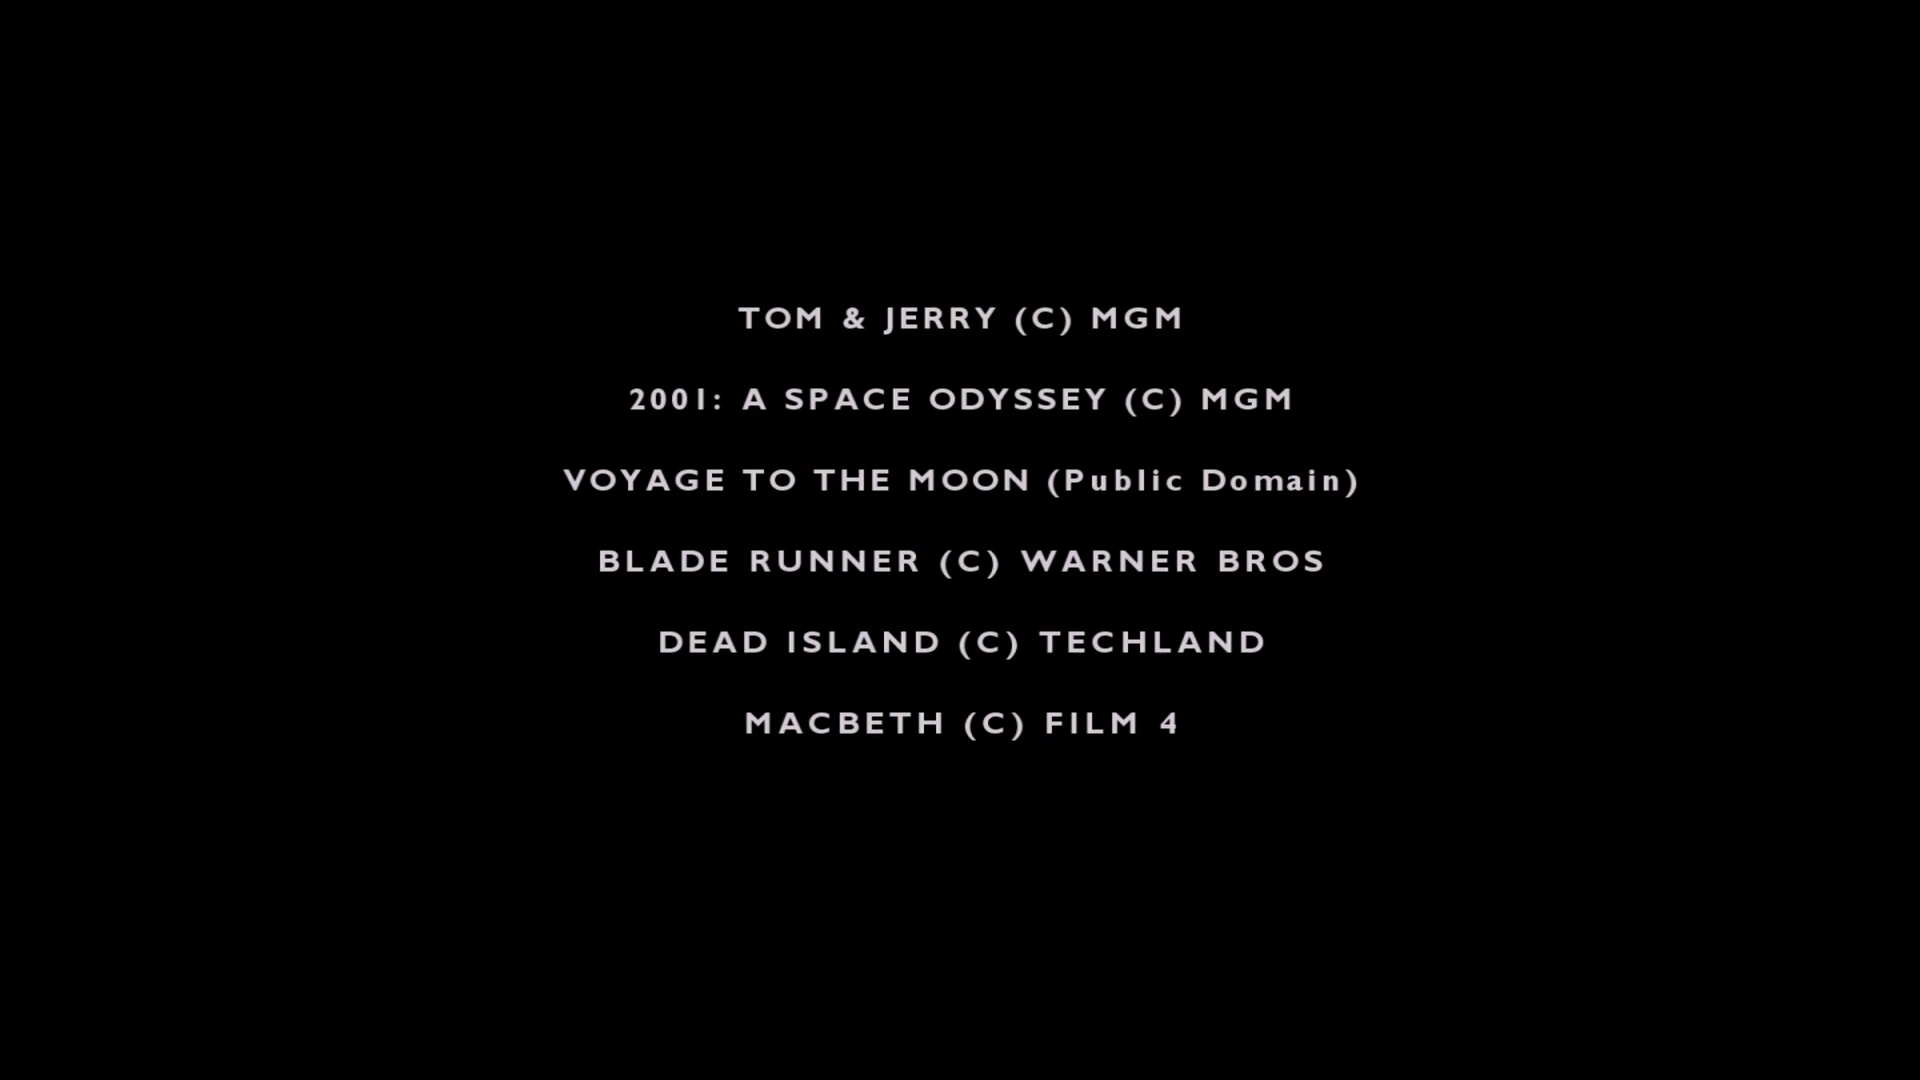 TOM & JERRY (C) MGM
2001: A SPACE ODYSSEY (C) MGM
VOYAGE TO THE MOON (Public Domain)
BLADE RUNNER (C) WARNER BROS
DEAD ISLAND (C) TECHLAND
MACBETH (C) FILM 4